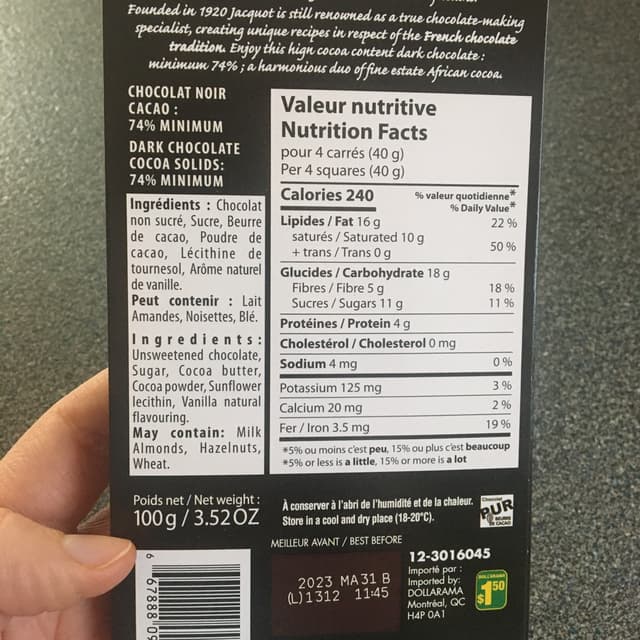 Founded in 1920 Jacquot is still renowned as a true chocolate-making
specialist, creating unique recipes in respect of the French chocolate
tradition. Enjoy this high cocoa content dark chocolate :
minimum 74% ; a harmonious duo of fine estate African cocoa.
CHOCOLAT NOIR
CACAO :
74% MINIMUM
DARK CHOCOLATE
COCOA SOLIDS:
74% MINIMUM
Ingrédients : Chocolat
non sucré, Sucre, Beurre
de cacao, Poudre de
cacao, Lécithine de
tournesol, Arôme naturel
de vanille.
Peut contenir : Lait
Amandes, Noisettes, Blé.
Ingredients:
Unsweetened chocolate,
Sugar, Cocoa butter,
Cocoa powder, Sunflower
lecithin, Vanilla natural
flavouring.
May contain: Milk
Almonds, Hazelnuts,
Wheat.
Valeur nutritive
Nutrition Facts
pour 4 carrés (40 g)
Per 4 squares (40 g)
Calories 240
% valeur quotidienne*
% Daily Value*
Lipides / Fat 16 g 22 %
saturés / Saturated 10 g
+ trans / Trans 0 g 50 %
Glucides / Carbohydrate 18 g
Fibres / Fibre 5 g 18 %
Sucres / Sugars 11 g 11 %
Protéines / Protein 4 g
Cholestérol / Cholesterol 0 mg
Sodium 4 mg 0 %
Potassium 125 mg 3 %
Calcium 20 mg 2 %
Fer / Iron 3.5 mg 19 %
*5% ou moins c'est peu, 15% ou plus c'est beaucoup
*5% or less is a little, 15% or more is a lot
Poids net / Net weight :
100 g / 3.52OZ
À conserver à l'abri de l'humidité et de la chaleur.
Store in a cool and dry place (18-20°C).
Chocolat
PUR
BEURRE
DE CACAO
MEILLEUR AVANT / BEST BEFORE
2023 MA31 B
(L)1312 11:45
12-3016045
Importé par :
Imported by:
DOLLARAMA
Montréal, QC
H4P 0A1
DOLLARAMA
$1.50
6 67888 09